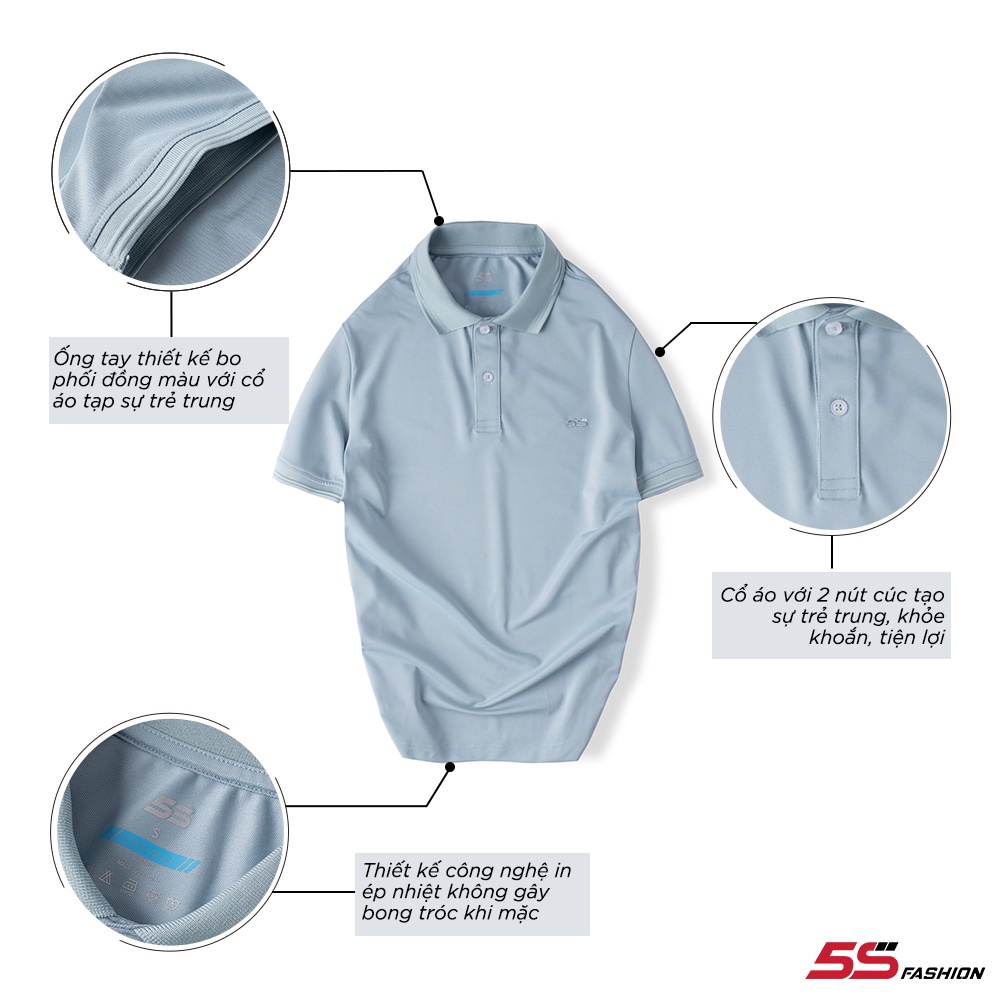 Ống tay thiết kế bo
phối đồng màu với cổ
áo tạp sự trẻ trung
5S
5S
Cổ áo với 2 nút cúc tạo
sự trẻ trung, khỏe
khoắn, tiện lợi
5S
S
Thiết kế công nghệ in
ép nhiệt không gây
bong tróc khi mặc
5S FASHION